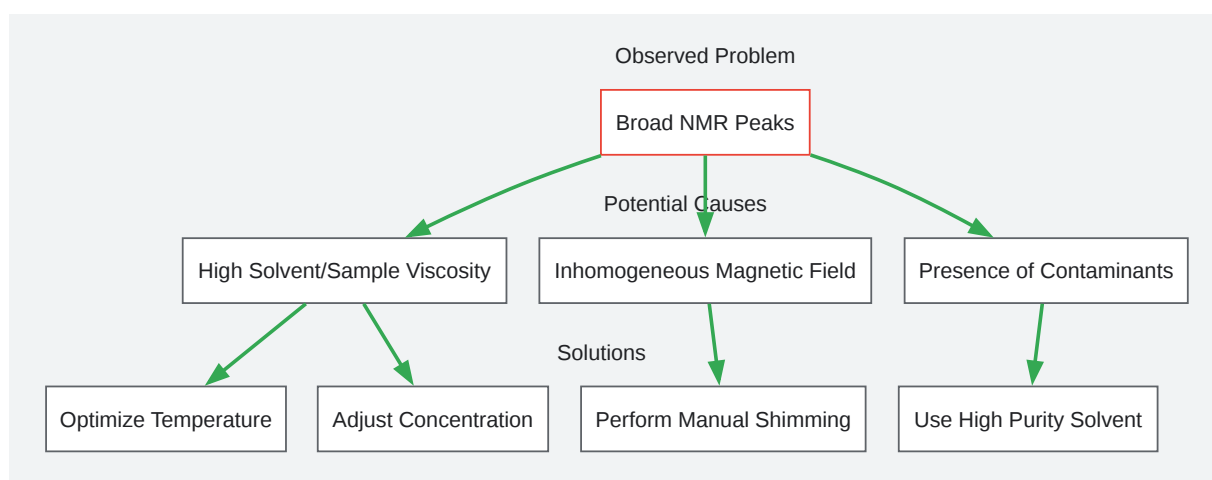 Observed Problem
Broad NMR Peaks
Potential Causes
High Solvent/Sample Viscosity
Inhomogeneous Magnetic Field
Presence of Contaminants
Solutions
Optimize Temperature
Adjust Concentration
Perform Manual Shimming
Use High Purity Solvent